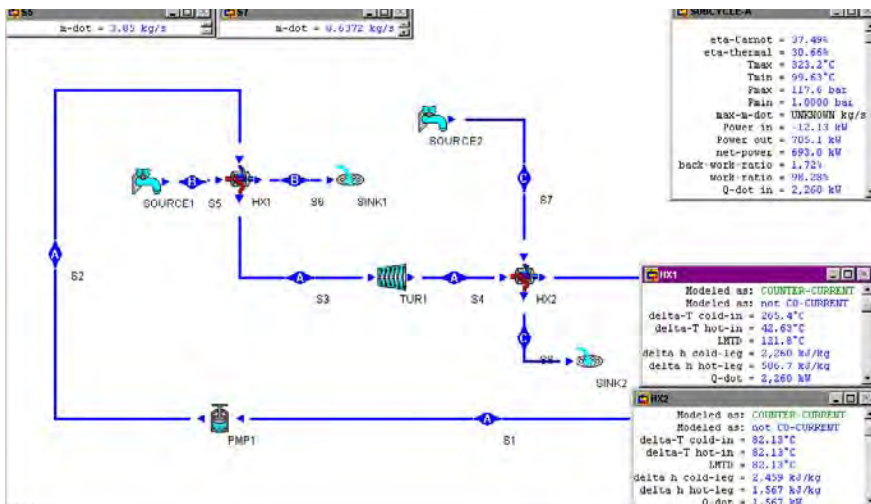 S5
m-dot = 3.85 kg/s
S7
m-dot = 0.6372 kg/s
SUBCYCLE-A
eta-Carnot = 37.49%
eta-thermal = 30.66%
Tmax = 323.2°C
Tmin = 99.63°C
Pmax = 117.6 bar
Pmin = 1.0000 bar
max-m-dot = UNKNOWN kg/s
Power in = -12.13 kW
Power out = 705.1 kW
net-power = 693.0 kW
back-work-ratio = 1.72%
work-ratio = 98.28%
Q-dot in = 2,260 kW
SOURCE2
SOURCE1
B
S5
HX1
B
S6
SINK1
S7
C
A
S2
A
S3
TUR1
A
S4
HX2
C
S8
SINK2
PMP1
A
S1
HX1
Modeled as: COUNTER-CURRENT
Modeled as: not CO-CURRENT
delta-T cold-in = 265.4°C
delta-T hot-in = 42.63°C
LMTD = 121.8°C
delta h cold-leg = 2,260 kJ/kg
delta h hot-leg = 586.7 kJ/kg
Q-dot = 2,260 kW
HX2
Modeled as: COUNTER-CURRENT
Modeled as: not CO-CURRENT
delta-T cold-in = 82.13°C
delta-T hot-in = 82.13°C
LMTD = 82.13°C
delta h cold-leg = 2,459 kJ/kg
delta h hot-leg = 1,567 kJ/kg
Q-dot = 1,567 kW